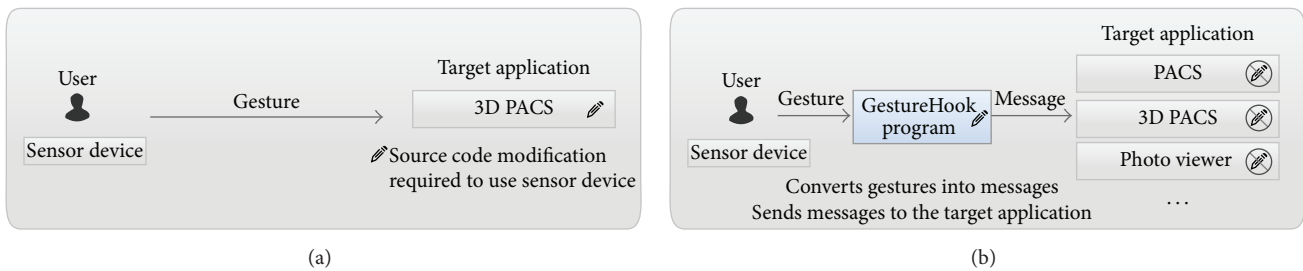 User
Sensor device
Gesture
Target application
3D PACS
Source code modification
required to use sensor device
(a)
User
Sensor device
Gesture
GestureHook
program
Message
Target application
PACS
3D PACS
Photo viewer
...
Converts gestures into messages
Sends messages to the target application
(b)